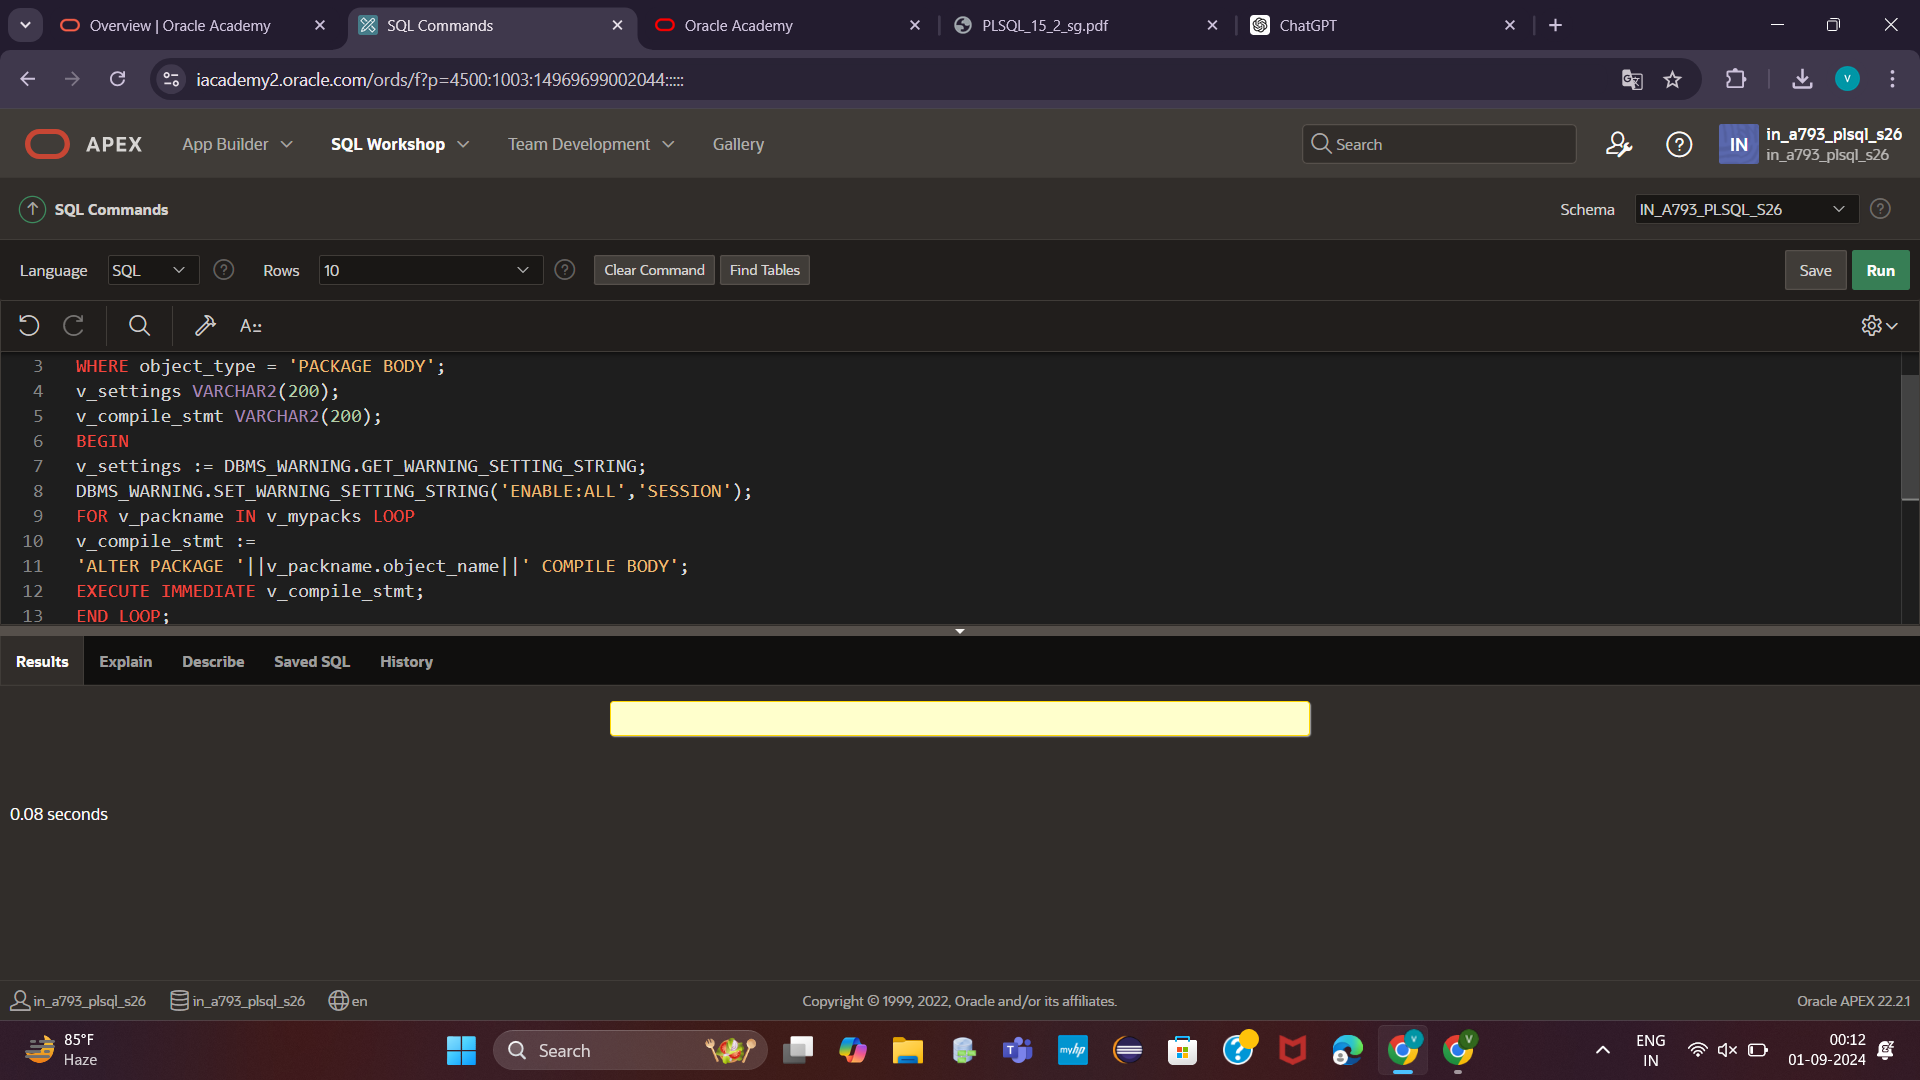 Overview | Oracle Academy
SQL Commands
Oracle Academy
PLSQL_15_2_sg.pdf
ChatGPT
iacademy2.oracle.com/ords/f?p=4500:1003:14969699002044:::::
V
APEX
App Builder
SQL Workshop
Team Development
Gallery
Search
IN
in_a793_plsql_s26
in_a793_plsql_s26
SQL Commands
Schema
IN_A793_PLSQL_S26
Language
SQL
Rows
10
Clear Command
Find Tables
Save
Run
A::
3 WHERE object_type = 'PACKAGE BODY';
4 v_settings VARCHAR2(200);
5 v_compile_stmt VARCHAR2(200);
6 BEGIN
7 v_settings := DBMS_WARNING.GET_WARNING_SETTING_STRING;
8 DBMS_WARNING.SET_WARNING_SETTING_STRING('ENABLE:ALL','SESSION');
9 FOR v_packname IN v_mypacks LOOP
10 v_compile_stmt :=
11 'ALTER PACKAGE '||v_packname.object_name||' COMPILE BODY';
12 EXECUTE IMMEDIATE v_compile_stmt;
13 END LOOP;
Results
Explain
Describe
Saved SQL
History
0.08 seconds
in_a793_plsql_s26
in_a793_plsql_s26
en
Copyright © 1999, 2022, Oracle and/or its affiliates.
Oracle APEX 22.2.1
85°F
Haze
Search
myhp
V
V
ENG
IN
00:12
01-09-2024